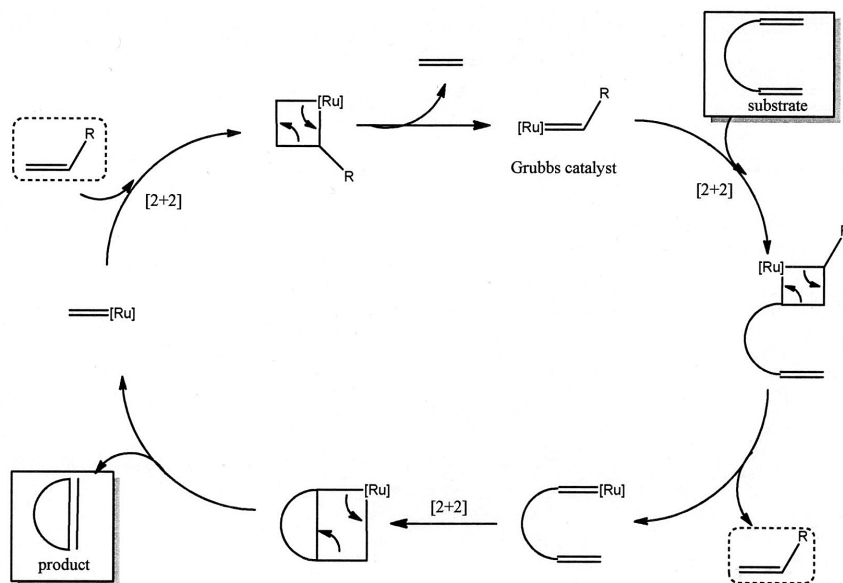 [Ru]
R
R
[2+2]
[Ru]
R
Grubbs catalyst
substrate
[2+2]
R
[Ru]
[Ru]
[Ru]
product
[Ru]
[2+2]
R